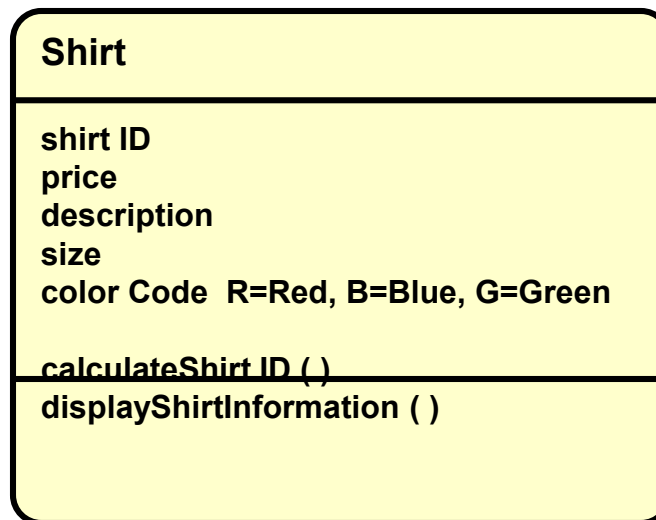 Shirt
shirt ID
price
description
size
color Code  R=Red, B=Blue, G=Green
calculateShirt ID ( )
displayShirtInformation ( )